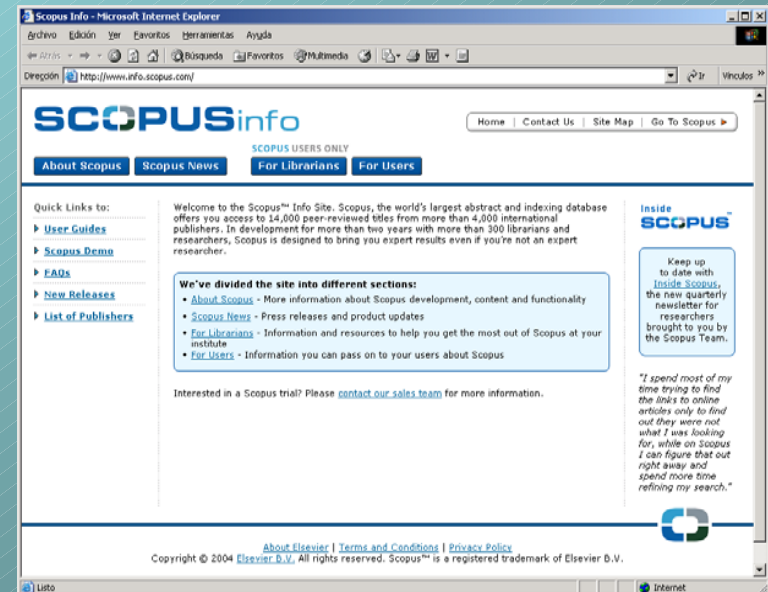 Scopus Info - Microsoft Internet Explorer
Archivo Edición Ver Favoritos Herramientas Ayuda
Atrás Búsqueda Favoritos Multimedia
Dirección http://www.info.scopus.com/ Ir Vínculos »
SCOPUSinfo
Home | Contact Us | Site Map | Go To Scopus
SCOPUS USERS ONLY
About Scopus Scopus News For Librarians For Users
Quick Links to:
User Guides
Scopus Demo
FAQs
New Releases
List of Publishers
Welcome to the Scopus™ Info Site. Scopus, the world's largest abstract and indexing database
offers you access to 14,000 peer-reviewed titles from more than 4,000 international
publishers. In development for more than two years with more than 300 librarians and
researchers, Scopus is designed to bring you expert results even if you're not an expert
researcher.
We've divided the site into different sections:
• About Scopus - More information about Scopus development, content and functionality
• Scopus News - Press releases and product updates
• For Librarians - Information and resources to help you get the most out of Scopus at your
institute
• For Users - Information you can pass on to your users about Scopus
Interested in a Scopus trial? Please contact our sales team for more information.
Inside
SCOPUS™
Keep up
to date with
Inside Scopus,
the new quarterly
newsletter for
researchers
brought to you by
the Scopus Team.
"I spend most of my
time trying to find
the links to online
articles only to find
out they were not
what I was looking
for, while on Scopus
I can figure that out
right away and
spend more time
refining my search."
About Elsevier | Terms and Conditions | Privacy Policy
Copyright © 2004 Elsevier B.V. All rights reserved. Scopus™ is a registered trademark of Elsevier B.V.
Listo Internet